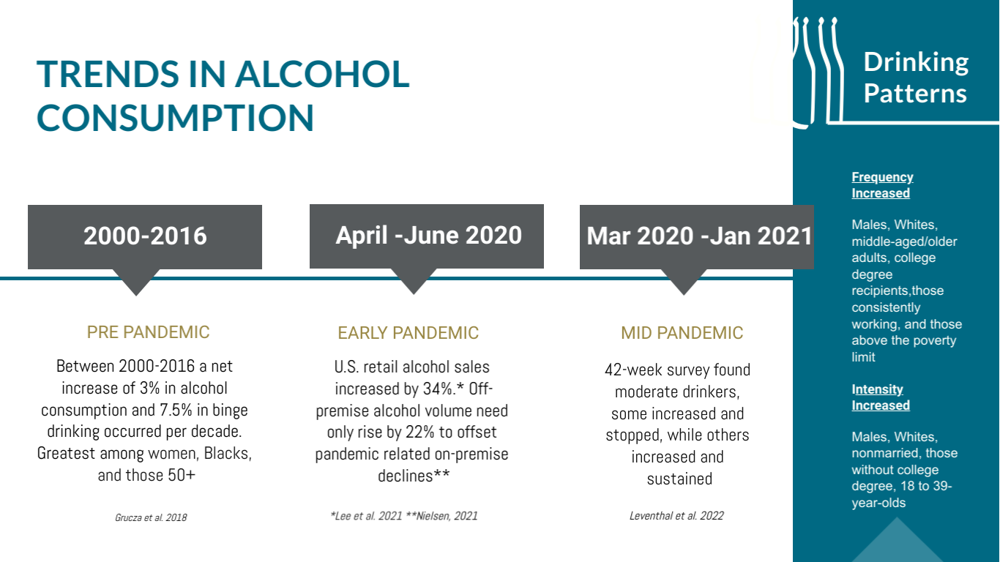 TRENDS IN ALCOHOL
CONSUMPTION
2000-2016
PRE PANDEMIC
Between 2000-2016 a net
increase of 3% in alcohol
consumption and 7.5% in binge
drinking occurred per decade.
Greatest among women, Blacks,
and those 50+
Grucza et al. 2018
April -June 2020
EARLY PANDEMIC
U.S. retail alcohol sales
increased by 34%.* Off-
premise alcohol volume need
only rise by 22% to offset
pandemic related on-premise
declines**
*Lee et al. 2021 **Nielsen, 2021
Mar 2020 -Jan 2021
MID PANDEMIC
42-week survey found
moderate drinkers,
some increased and
stopped, while others
increased and
sustained
Leventhal et al. 2022
Drinking
Patterns
Frequency
Increased
Males, Whites,
middle-aged/older
adults, college
degree
recipients,those
consistently
working, and those
above the poverty
limit
Intensity
Increased
Males, Whites,
nonmarried, those
without college
degree, 18 to 39-
year-olds